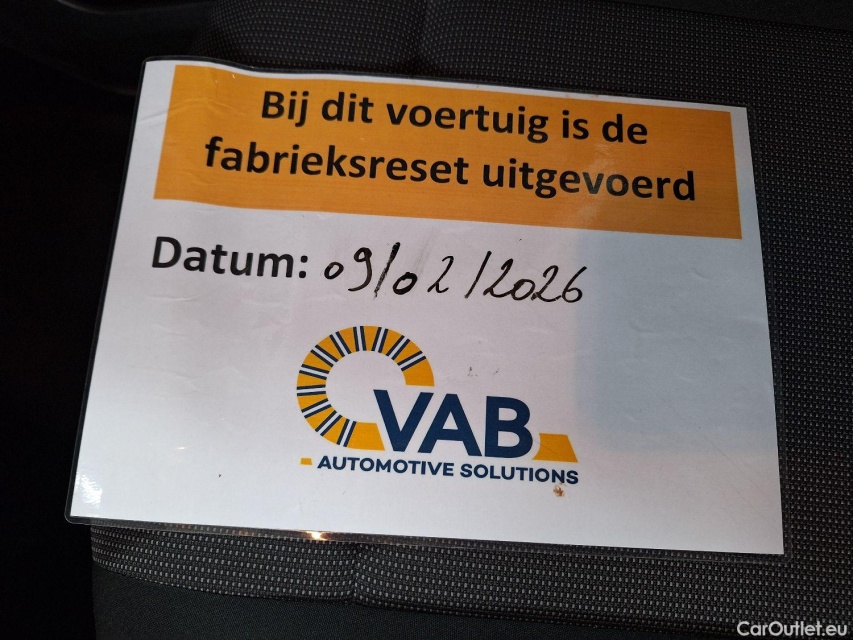 Bij dit voertuig is de
fabrieksreset uitgevoerd
Datum: 09/02/2026
VAB
AUTOMOTIVE SOLUTIONS
CarOutlet.eu